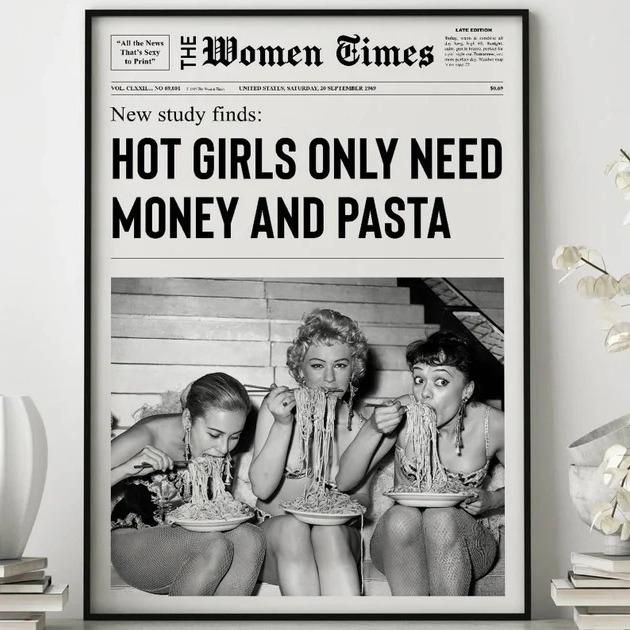 "All the News
That's Sexy
to Print"
THE Women Times
LATE EDITION
VOL. CLXXII... NO 69,001
UNITED STATES, SATURDAY, 20 SEPTEMBER 1969
$0.69
New study finds:
HOT GIRLS ONLY NEED
MONEY AND PASTA